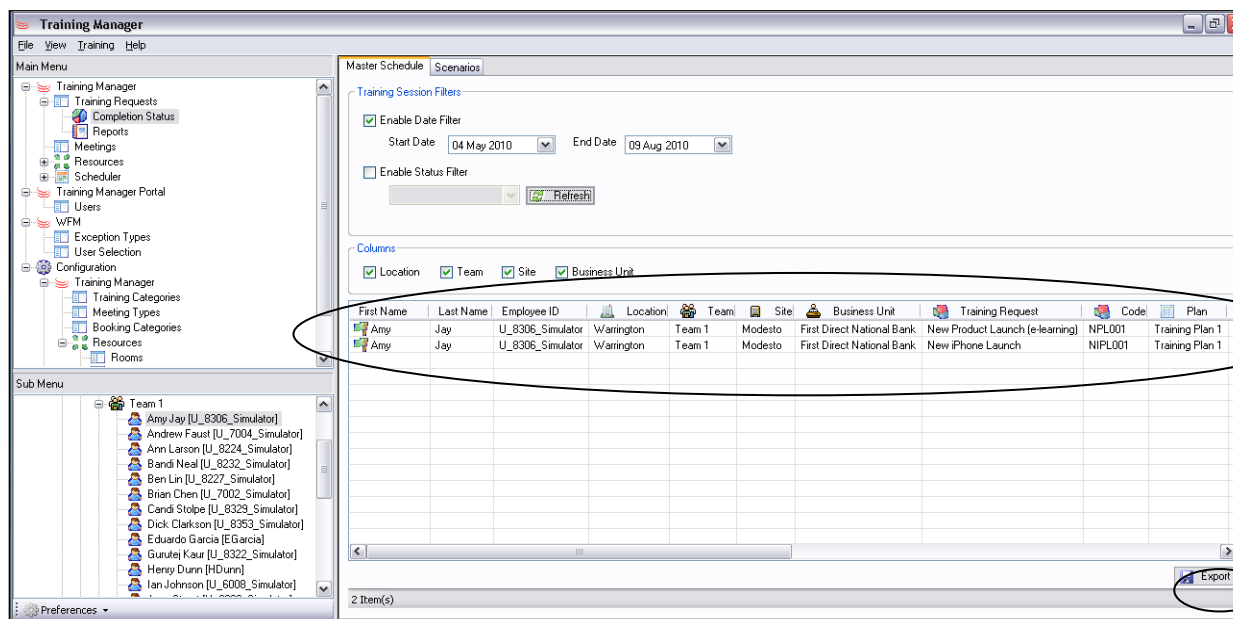 Training Manager
File View Training Help
Main Menu
Training Manager
Training Requests
Completion Status
Reports
Meetings
Resources
Scheduler
Training Manager Portal
Users
WFM
Exception Types
User Selection
Configuration
Training Manager
Training Categories
Meeting Types
Booking Categories
Resources
Rooms
Sub Menu
Team 1
Amy Jay [U_8306_Simulator]
Andrew Faust [U_7004_Simulator]
Ann Larson [U_8224_Simulator]
Bandi Neal [U_8232_Simulator]
Ben Lin [U_8227_Simulator]
Brian Chen [U_7002_Simulator]
Candi Stolpe [U_8329_Simulator]
Dick Clarkson [U_8353_Simulator]
Eduardo Garcia [EGarcia]
Gurutej Kaur [U_8322_Simulator]
Henry Dunn [HDunn]
Ian Johnson [U_6008_Simulator]
Preferences
Master Schedule Scenarios
Training Session Filters
Enable Date Filter
Start Date 04 May 2010 End Date 09 Aug 2010
Enable Status Filter
Refresh
Columns
Location Team Site Business Unit
First Name Last Name Employee ID Location Team Site Business Unit Training Request Code Plan
Amy Jay U_8306_Simulator Warrington Team 1 Modesto First Direct National Bank New Product Launch (e-learning) NPL001 Training Plan 1
Amy Jay U_8306_Simulator Warrington Team 1 Modesto First Direct National Bank New iPhone Launch NIPL001 Training Plan 1
Export
2 Item(s)